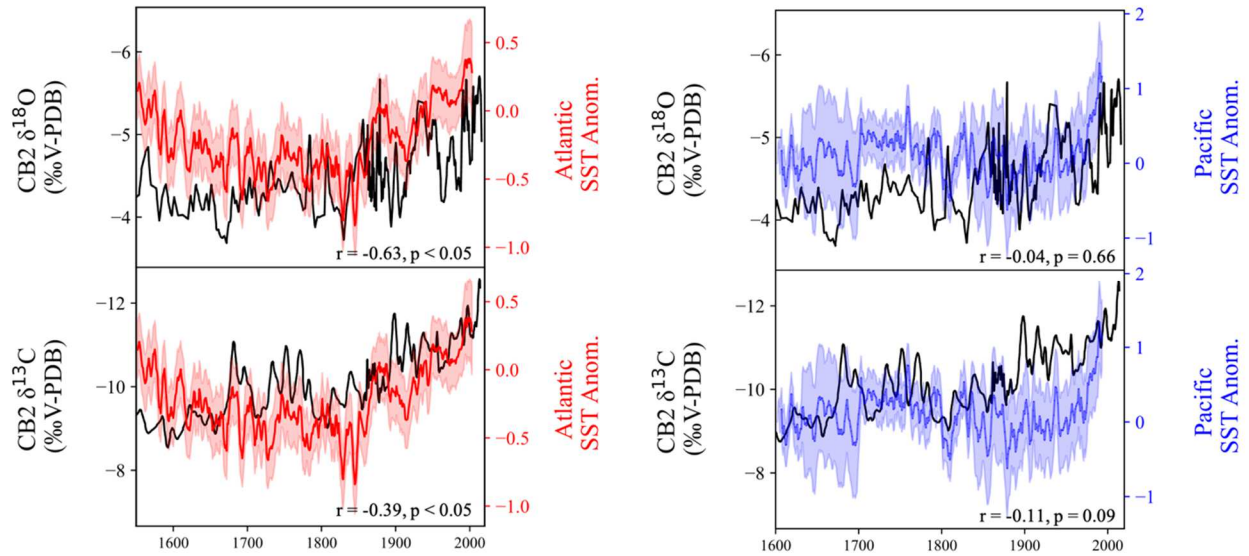 CB2 δ18O
(‰V-PDB)
−6
−5
−4
0.5
0.0
−0.5
−1.0
Atlantic
SST Anom.
r = -0.63, p < 0.05
CB2 δ13C
(‰V-PDB)
−12
−10
−8
0.5
0.0
−0.5
−1.0
Atlantic
SST Anom.
r = -0.39, p < 0.05
1600 1700 1800 1900 2000
CB2 δ18O
(‰V-PDB)
−6
−5
−4
2
1
0
−1
Pacific
SST Anom.
r = -0.04, p = 0.66
CB2 δ13C
(‰V-PDB)
−12
−10
−8
2
1
0
−1
Pacific
SST Anom.
r = -0.11, p = 0.09
1600 1700 1800 1900 2000